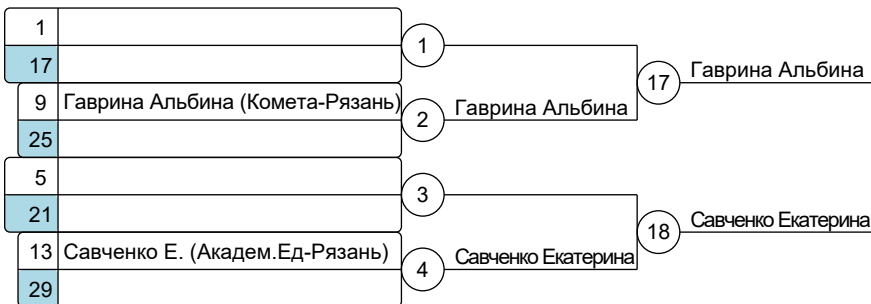 1
1
17
17 Гаврина Альбина
9 Гаврина Альбина (Комета-Рязань)
2 Гаврина Альбина
25
5
3
21
18 Савченко Екатерина
13 Савченко Е. (Академ.Ед-Рязань)
4 Савченко Екатерина
29